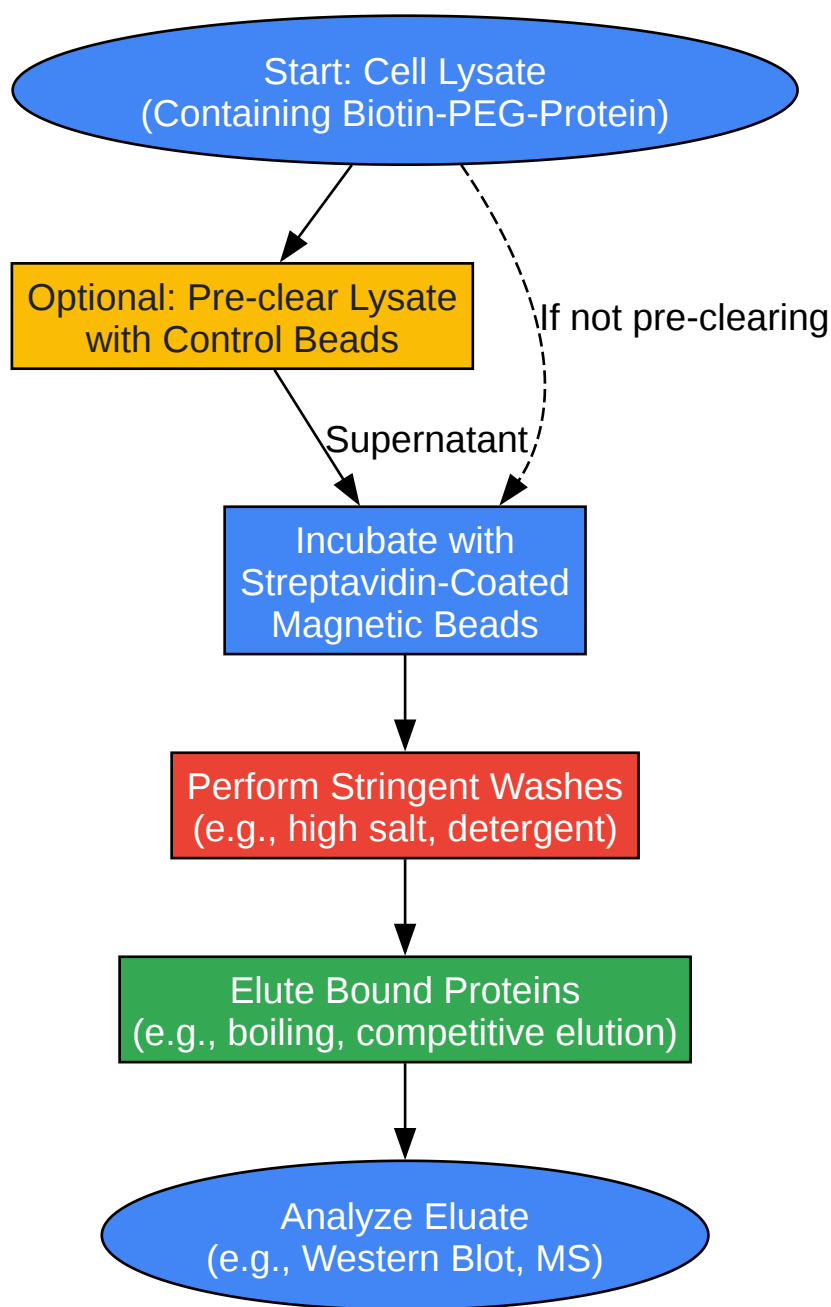 Start: Cell Lysate
(Containing Biotin-PEG-Protein)
Optional: Pre-clear Lysate
with Control Beads
If not pre-clearing
Supernatant
Incubate with
Streptavidin-Coated
Magnetic Beads
Perform Stringent Washes
(e.g., high salt, detergent)
Elute Bound Proteins
(e.g., boiling, competitive elution)
Analyze Eluate
(e.g., Western Blot, MS)